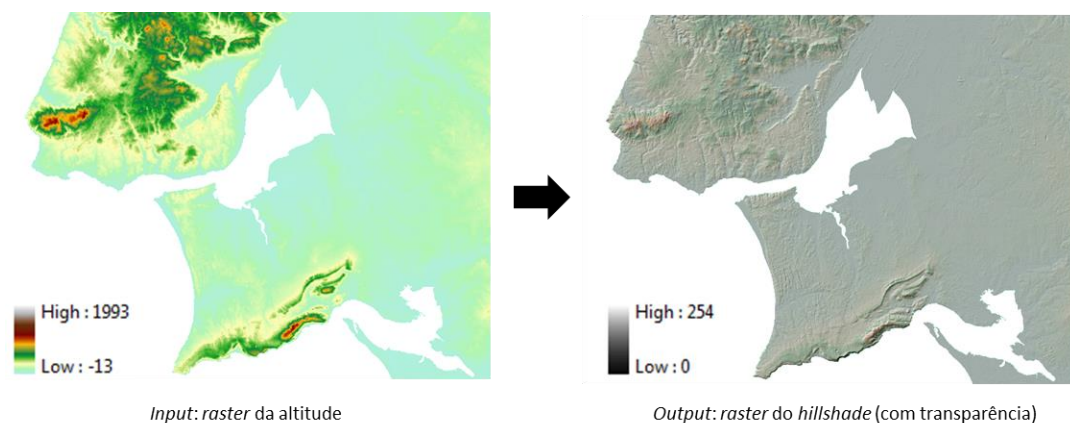 High : 1993
Low : -13
High : 254
Low : 0
Input: raster da altitude
Output: raster do hillshade (com transparência)